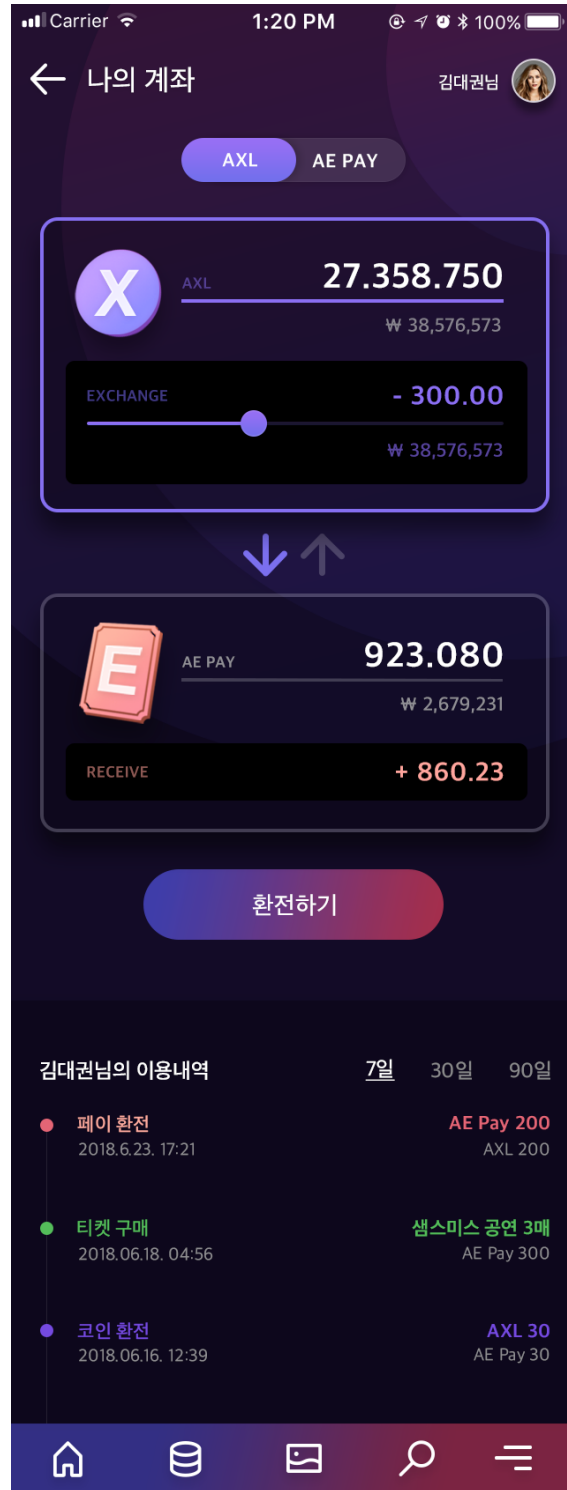 Carrier 1:20 PM 100%
나의 계좌 김대권님
AXL AE PAY
X AXL 27.358.750
₩ 38,576,573
EXCHANGE - 300.00
₩ 38,576,573
E AE PAY 923.080
₩ 2,679,231
RECEIVE + 860.23
환전하기
김대권님의 이용내역 7일 30일 90일
페이 환전 AE Pay 200
2018.6.23. 17:21 AXL 200
티켓 구매 샘스미스 공연 3매
2018.06.18. 04:56 AE Pay 300
코인 환전 AXL 30
2018.06.16. 12:39 AE Pay 30